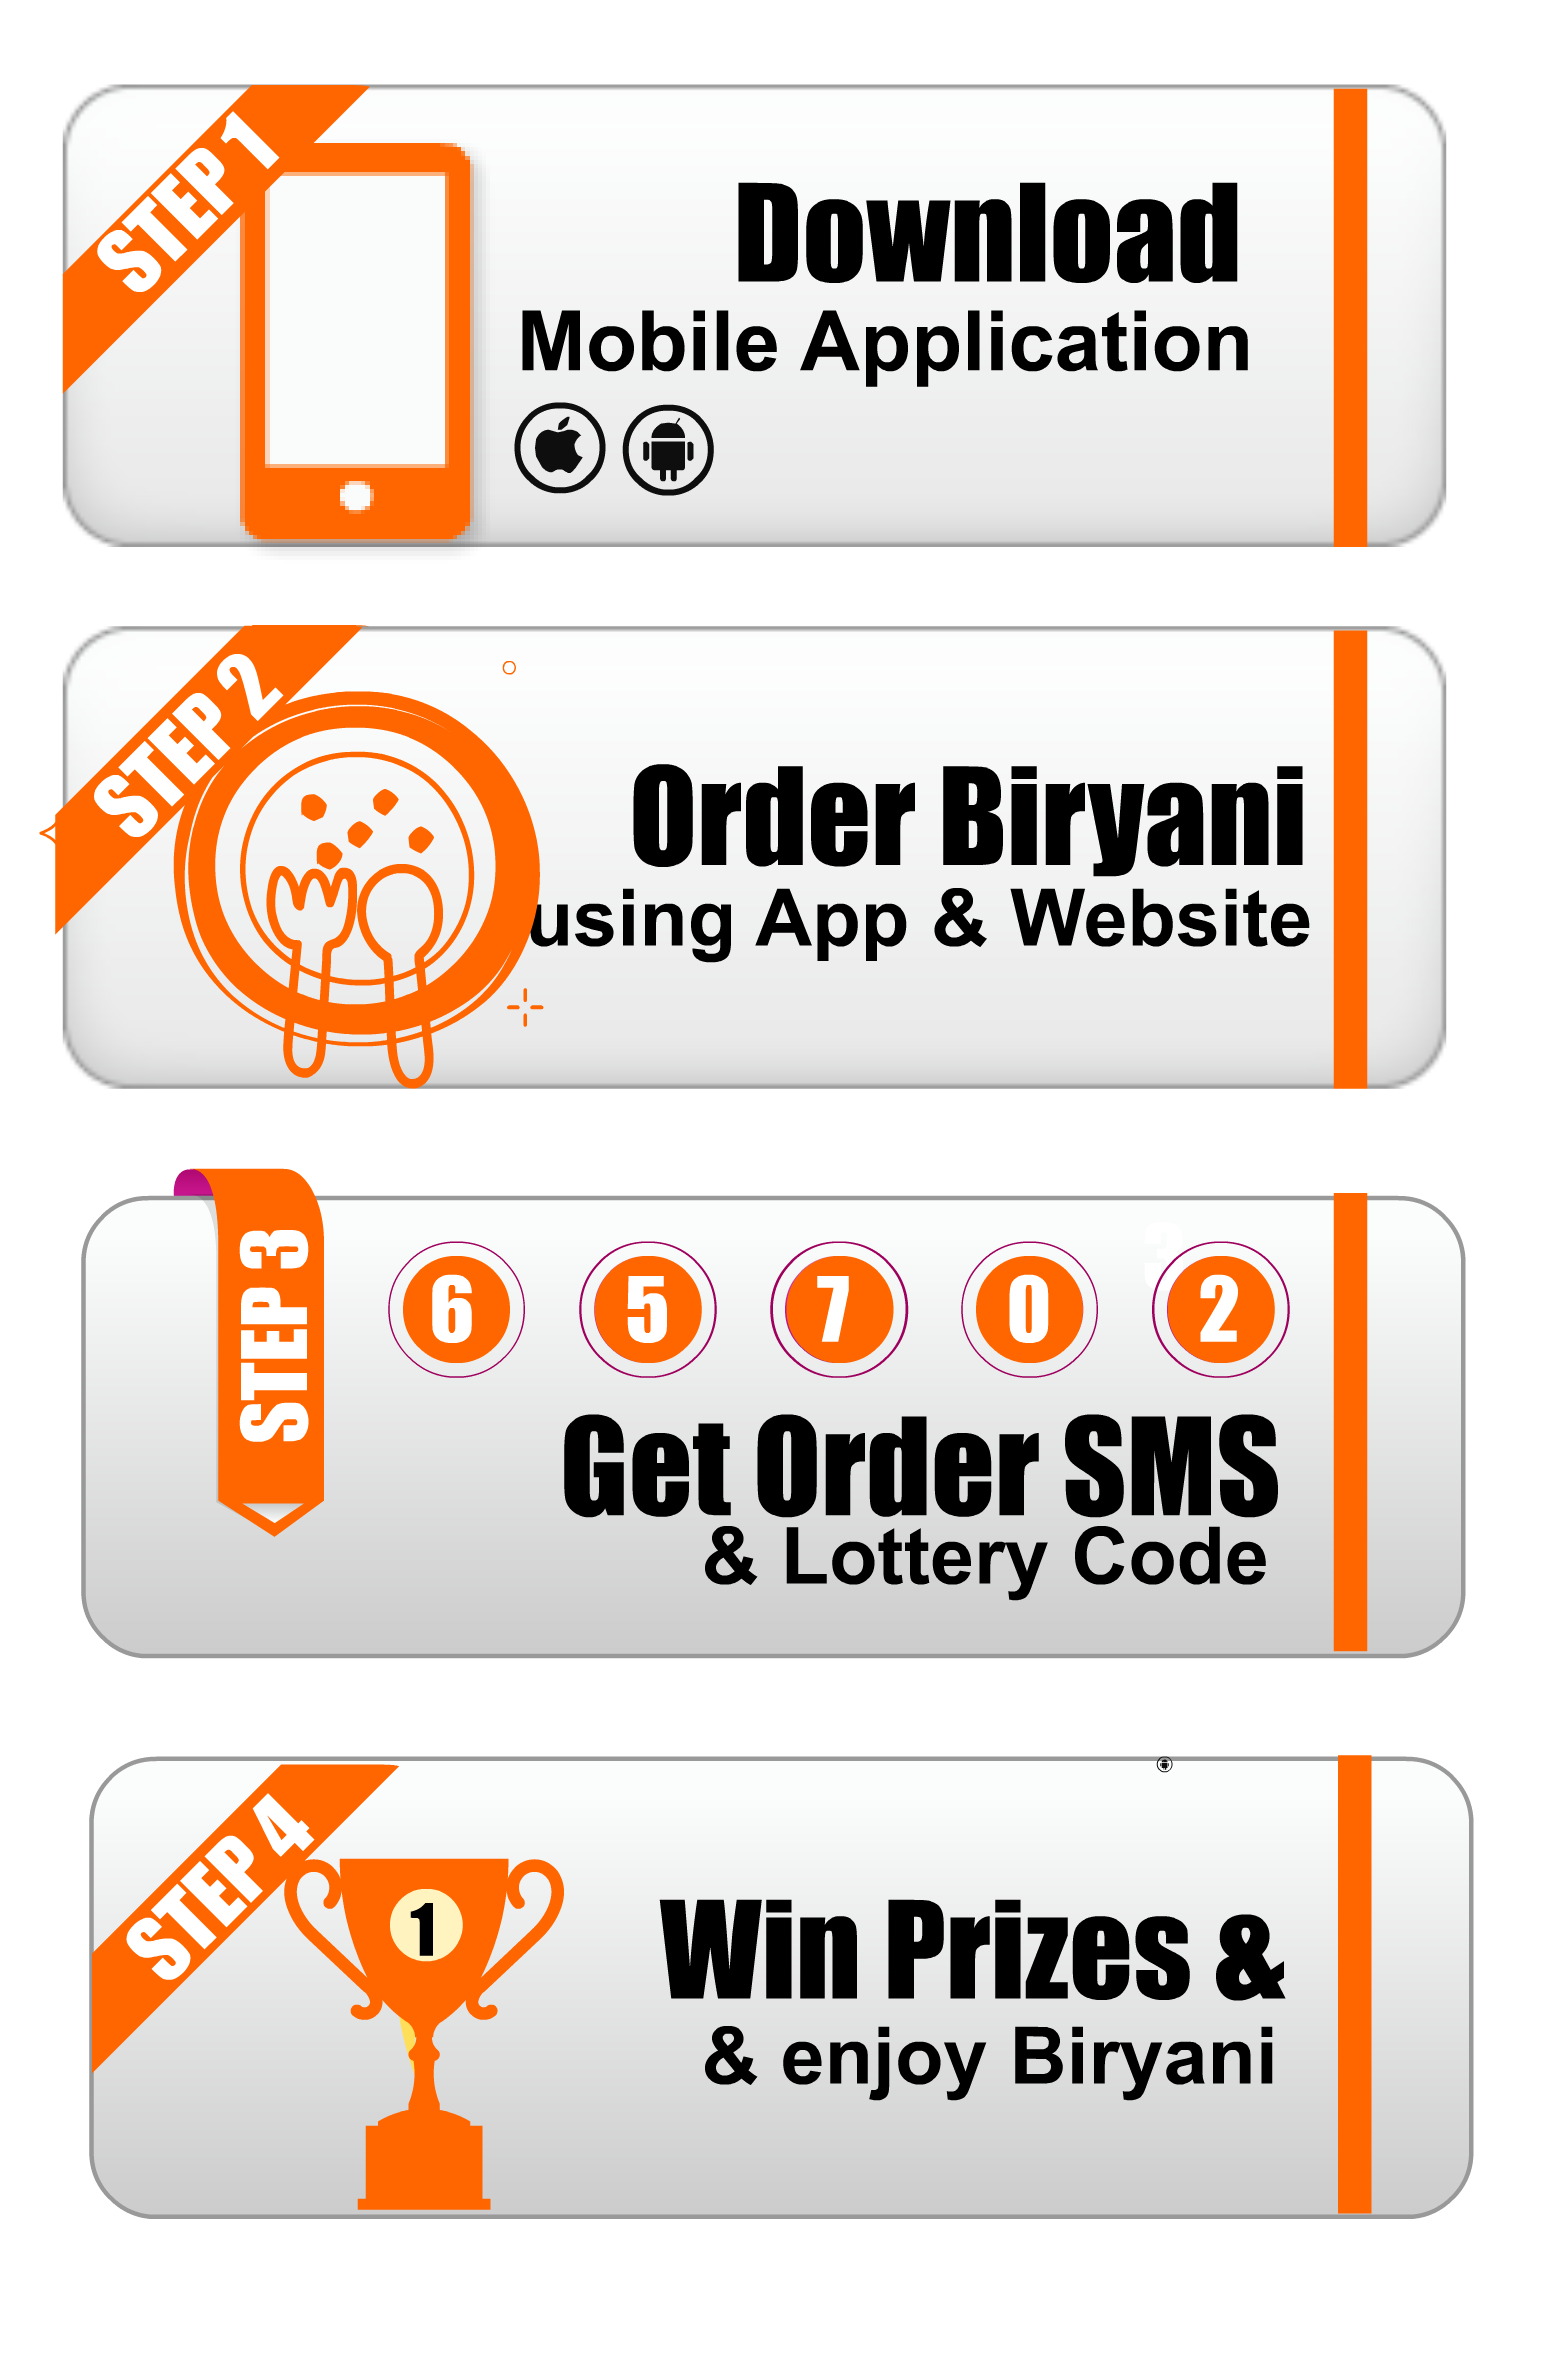 STEP 1
Download
Mobile Application
STEP 2
Order Biryani
using App & Website
STEP 3
3
6 5 7 0 2
Get Order SMS
& Lottery Code
STEP 4
1
Win Prizes &
& enjoy Biryani